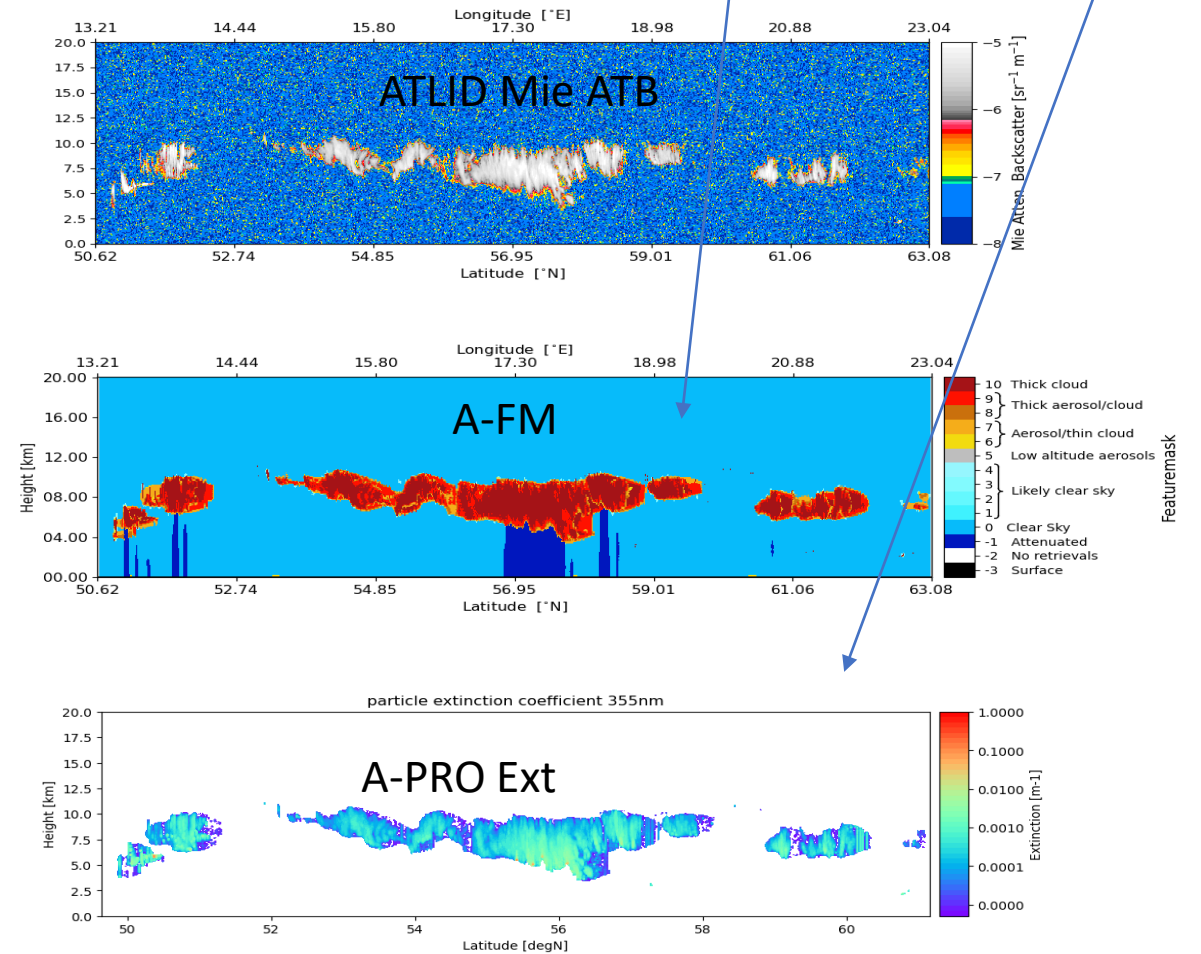 Longitude [˚E]
13.21 14.44 15.80 17.30 18.98 20.88 23.04
20.0
17.5
15.0
12.5
10.0
7.5
5.0
2.5
0.0
ATLID Mie ATB
50.62 52.74 54.85 56.95 59.01 61.06 63.08
Latitude [˚N]
−5
−6
−7
−8
Mie Atten Backscatter [sr⁻¹ m⁻¹]
Longitude [˚E]
13.21 14.44 15.80 17.30 18.98 20.88 23.04
Height [km]
20.00
16.00
12.00
08.00
04.00
00.00
A-FM
50.62 52.74 54.85 56.95 59.01 61.06 63.08
Latitude [˚N]
10 Thick cloud
9
8
Thick aerosol/cloud
7
6
Aerosol/thin cloud
5 Low altitude aerosols
4
3
2
1
Likely clear sky
0 Clear Sky
-1 Attenuated
-2 No retrievals
-3 Surface
Featuremask
particle extinction coefficient 355nm
Height [km]
20.0
17.5
15.0
12.5
10.0
7.5
5.0
2.5
0.0
A-PRO Ext
50 52 54 56 58 60
Latitude [degN]
1.0000
0.1000
0.0100
0.0010
0.0001
0.0000
Extinction [m-1]